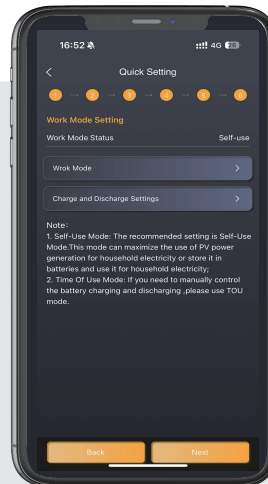 16:52 4G 26
Quick Setting
1 2 3 4 5 6
Work Mode Setting
Work Mode Status Self-use
Wrok Mode
Charge and Discharge Settings
Note:
1. Self-Use Mode: The recommended setting is Self-Use
Mode.This mode can maximize the use of PV power
generation for household electricity or store it in
batteries and use it for household electricity;
2. Time Of Use Mode: If you need to manually control
the battery charging and discharging ,please use TOU
mode.
Back Next